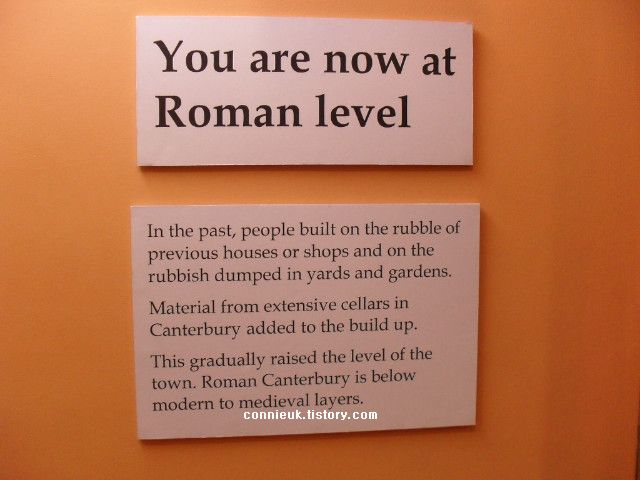 You are now at
Roman level
In the past, people built on the rubble of
previous houses or shops and on the
rubbish dumped in yards and gardens.
Material from extensive cellars in
Canterbury added to the build up.
This gradually raised the level of the
town. Roman Canterbury is below
modern to medieval layers.
connieuk.tistory.com